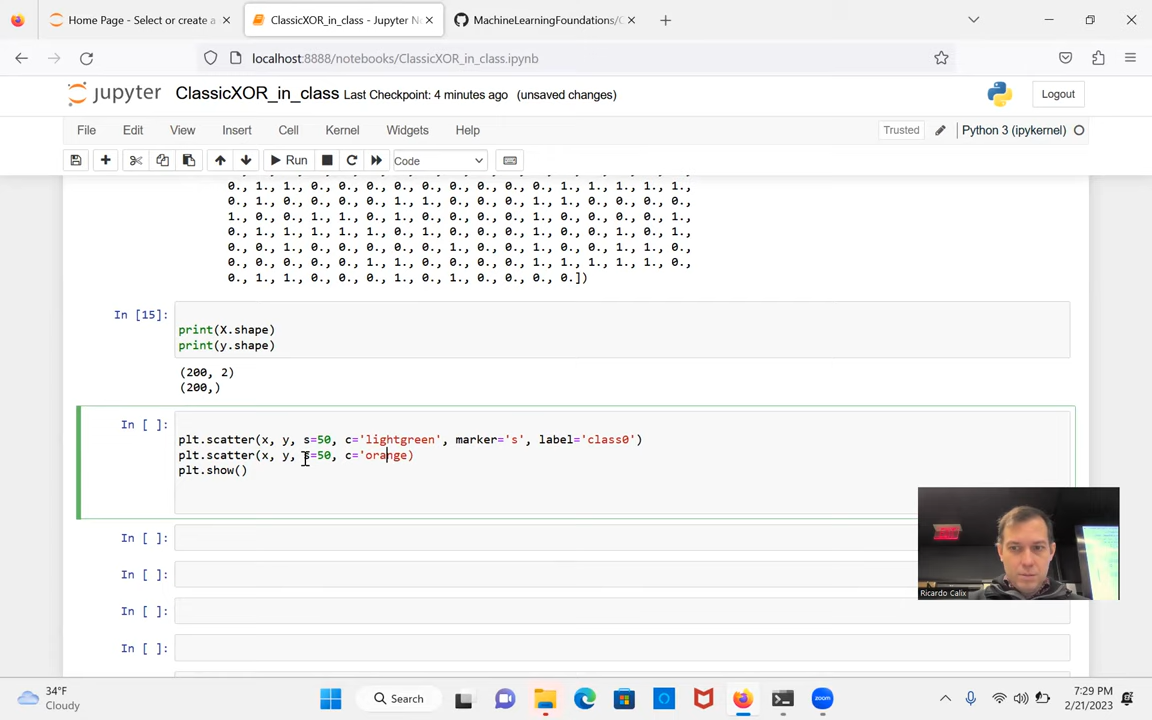 Home Page - Select or create a
ClassicXOR_in_class - Jupyter N
MachineLearningFoundations/C
localhost:8888/notebooks/ClassicXOR_in_class.ipynb
jupyter ClassicXOR_in_class Last Checkpoint: 4 minutes ago (unsaved changes)
Logout
File Edit View Insert Cell Kernel Widgets Help
Trusted
Python 3 (ipykernel)
Run
Code
0., 1., 1., 0., 0., 0., 0., 0., 0., 0., 0., 0., 1., 1., 1., 1.,
0., 1., 0., 0., 0., 1., 0., 1., 1., 1., 0., 1., 0., 0., 0., 0.,
1., 0., 0., 1., 1., 1., 0., 0., 0., 0., 0., 0., 0., 0., 0., 1.,
0., 0., 0., 1., 1., 0., 0., 0., 1., 0., 1., 1., 0., 0., 0., 1.,
0., 0., 1., 0., 0., 0., 1., 0., 0., 0., 0., 1., 0., 1., 1., 0.,
0., 0., 0., 0., 1., 1., 0., 0., 0., 0., 1., 1., 1., 1., 1., 0.,
0., 1., 1., 0., 0., 0., 1., 0., 1., 0., 0., 0., 0.])
In [15]:
print(X.shape)
print(y.shape)
(200, 2)
(200,)
In [ ]:
plt.scatter(x, y, s=50, c='lightgreen', marker='s', label='class0')
plt.scatter(x, y, s=50, c='orange)
plt.show()
In [ ]:
In [ ]:
In [ ]:
In [ ]:
Ricardo Calix
34°F
Cloudy
Search
zoom
7:29 PM
2/21/2023